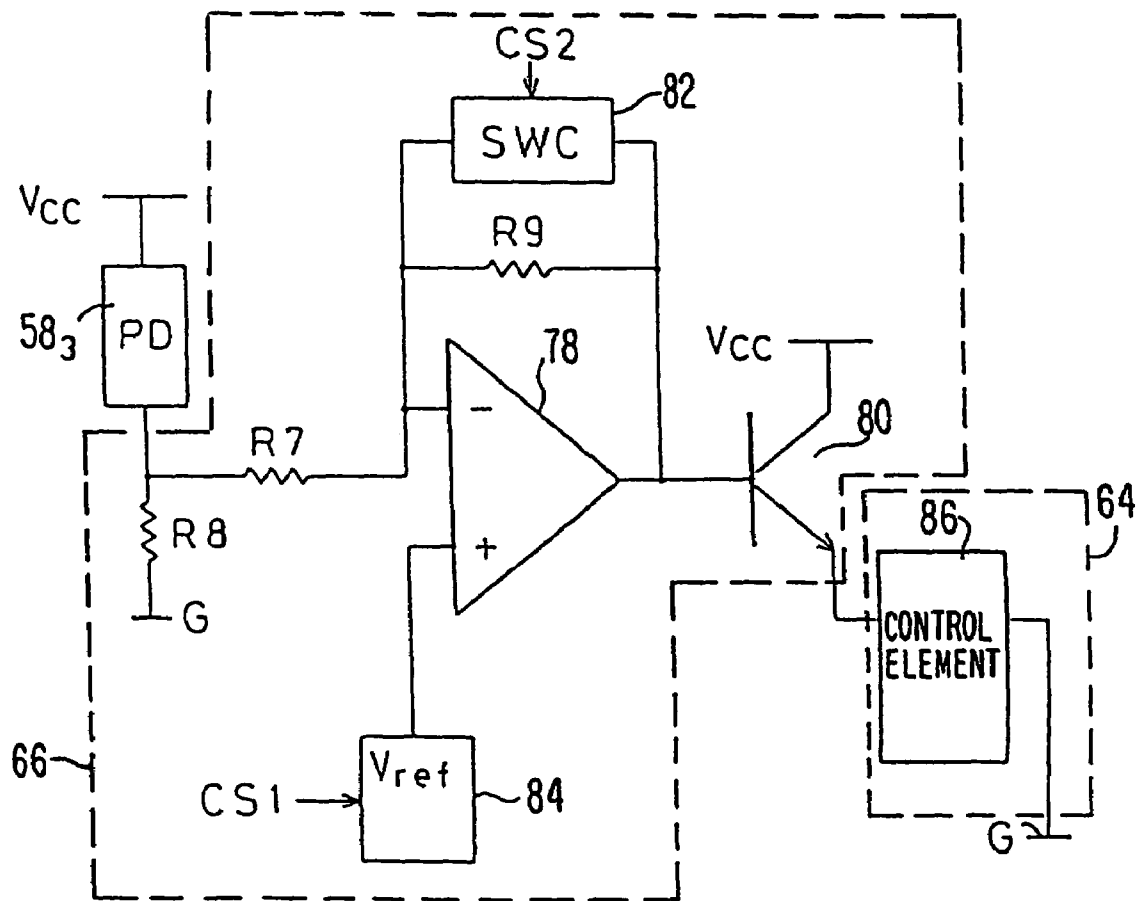 CS2
82
SWC
VCC
R9
58₃
PD
78
VCC
R7
-
80
R8
+
86
64
G
CONTROL
ELEMENT
66
Vref
CS1
84
G